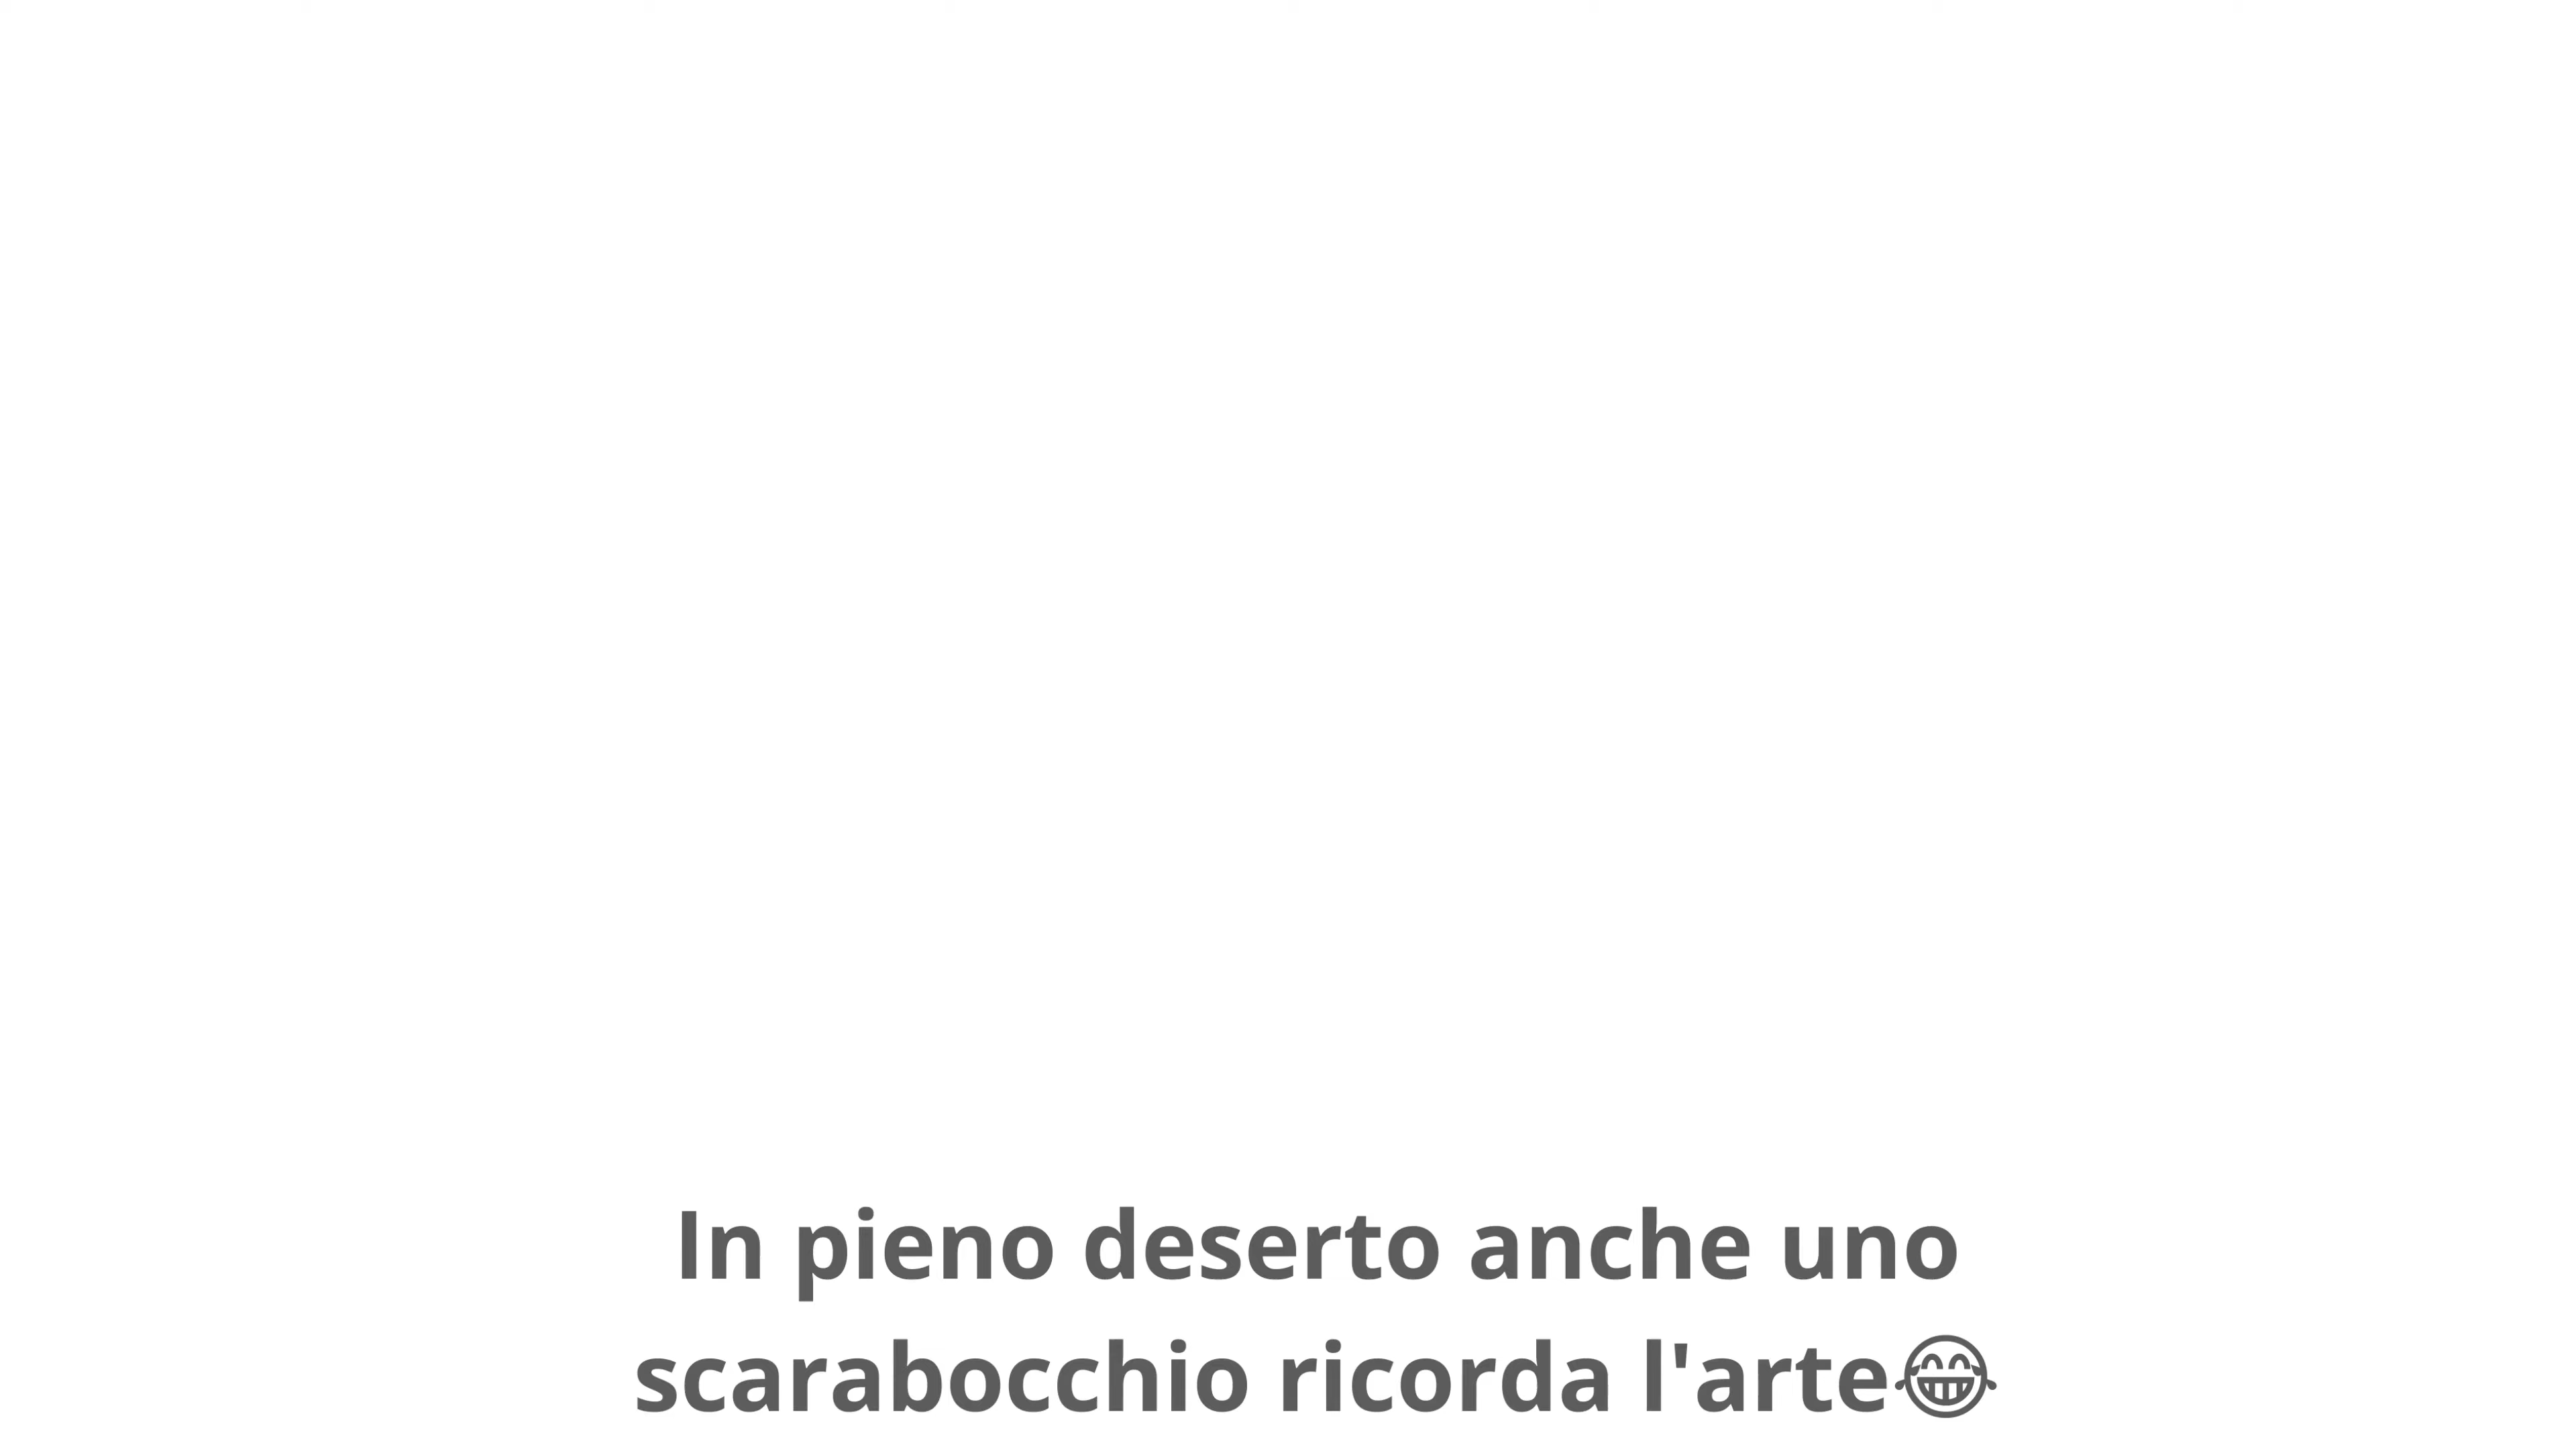 In pieno deserto anche uno
scarabocchio ricorda l'arte😂